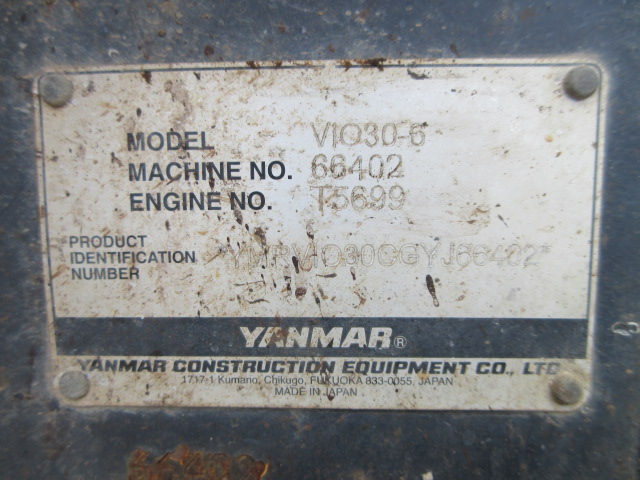 MODEL VIO30-6
MACHINE NO. 66402
ENGINE NO. T5699
PRODUCT
IDENTIFICATION
NUMBER
YANMAR®
YANMAR CONSTRUCTION EQUIPMENT CO., LTD
1717-1 Kumano, Chikugo, FUKUOKA 833-0055, JAPAN
MADE IN JAPAN